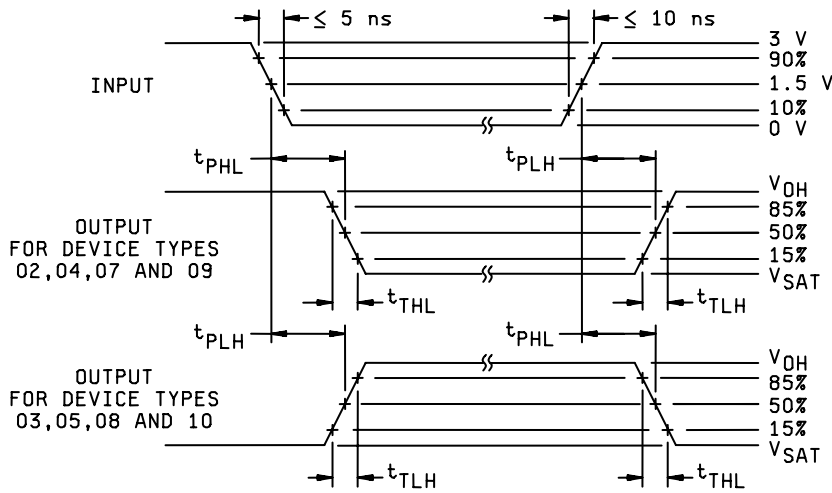 ≤ 5 ns
≤ 10 ns
INPUT
3 V
90%
1.5 V
10%
0 V
tPHL
tPLH
OUTPUT
FOR DEVICE TYPES
02,04,07 AND 09
VOH
85%
50%
15%
VSAT
tTHL
tTLH
tPLH
tPHL
OUTPUT
FOR DEVICE TYPES
03,05,08 AND 10
VOH
85%
50%
15%
VSAT
tTLH
tTHL